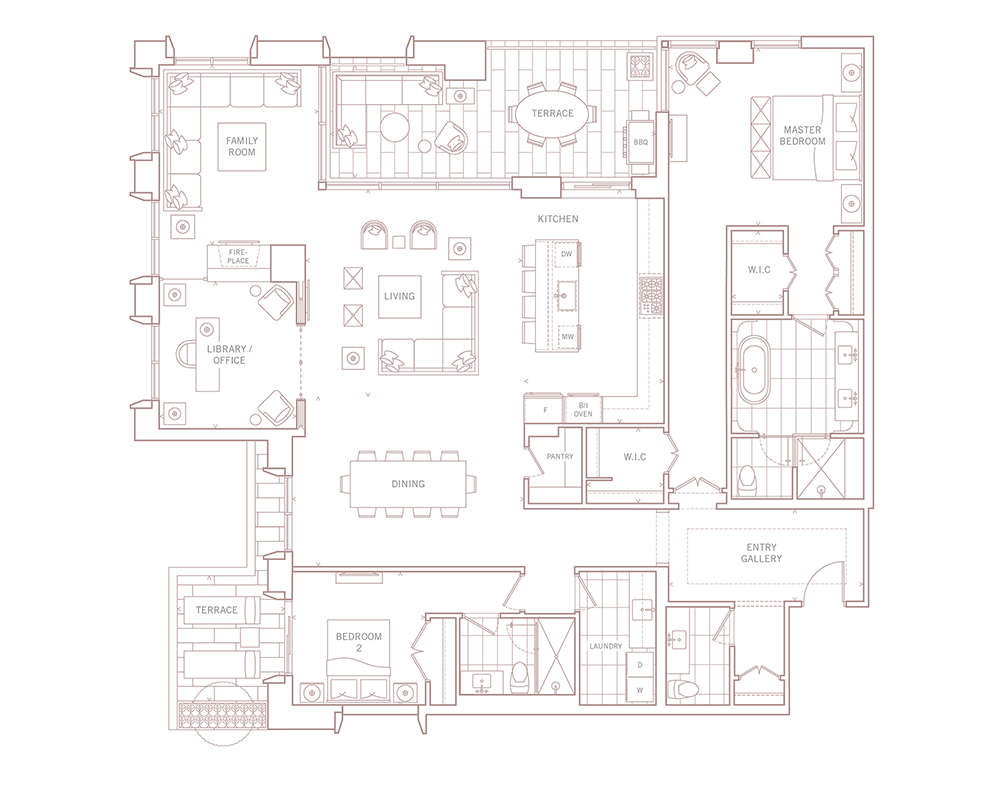 TERRACE
FAMILY
ROOM
BBQ
MASTER
BEDROOM
KITCHEN
FIRE-
PLACE
DW
W.I.C
LIVING
MW
LIBRARY /
OFFICE
F
B/I
OVEN
PANTRY
W.I.C
DINING
ENTRY
GALLERY
TERRACE
BEDROOM
2
LAUNDRY
D
W